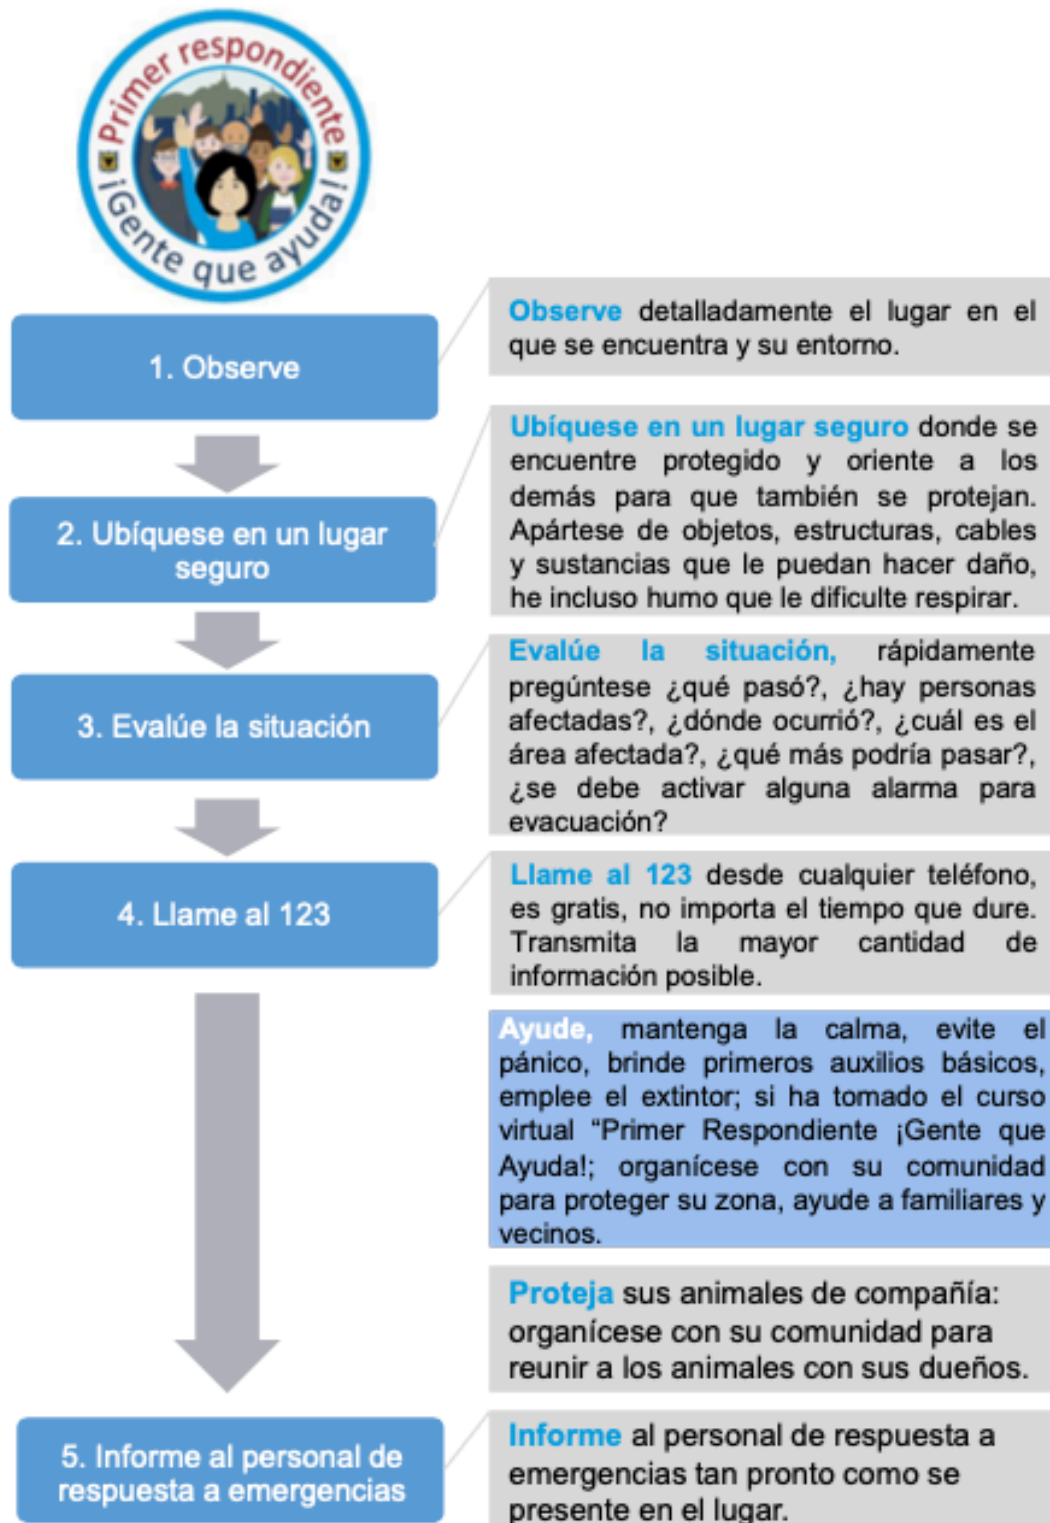 Primer respondiente
¡Gente que ayuda!
1. Observe
Observe detalladamente el lugar en el
que se encuentra y su entorno.
2. Ubíquese en un lugar
seguro
Ubíquese en un lugar seguro donde se
encuentre protegido y oriente a los
demás para que también se protejan.
Apártese de objetos, estructuras, cables
y sustancias que le puedan hacer daño,
he incluso humo que le dificulte respirar.
3. Evalúe la situación
Evalúe la situación, rápidamente
pregúntese ¿qué pasó?, ¿hay personas
afectadas?, ¿dónde ocurrió?, ¿cuál es el
área afectada?, ¿qué más podría pasar?,
¿se debe activar alguna alarma para
evacuación?
4. Llame al 123
Llame al 123 desde cualquier teléfono,
es gratis, no importa el tiempo que dure.
Transmita la mayor cantidad de
información posible.
Ayude, mantenga la calma, evite el
pánico, brinde primeros auxilios básicos,
emplee el extintor; si ha tomado el curso
virtual “Primer Respondiente ¡Gente que
Ayuda!; organícese con su comunidad
para proteger su zona, ayude a familiares y
vecinos.
Proteja sus animales de compañía:
organícese con su comunidad para
reunir a los animales con sus dueños.
5. Informe al personal de
respuesta a emergencias
Informe al personal de respuesta a
emergencias tan pronto como se
presente en el lugar.